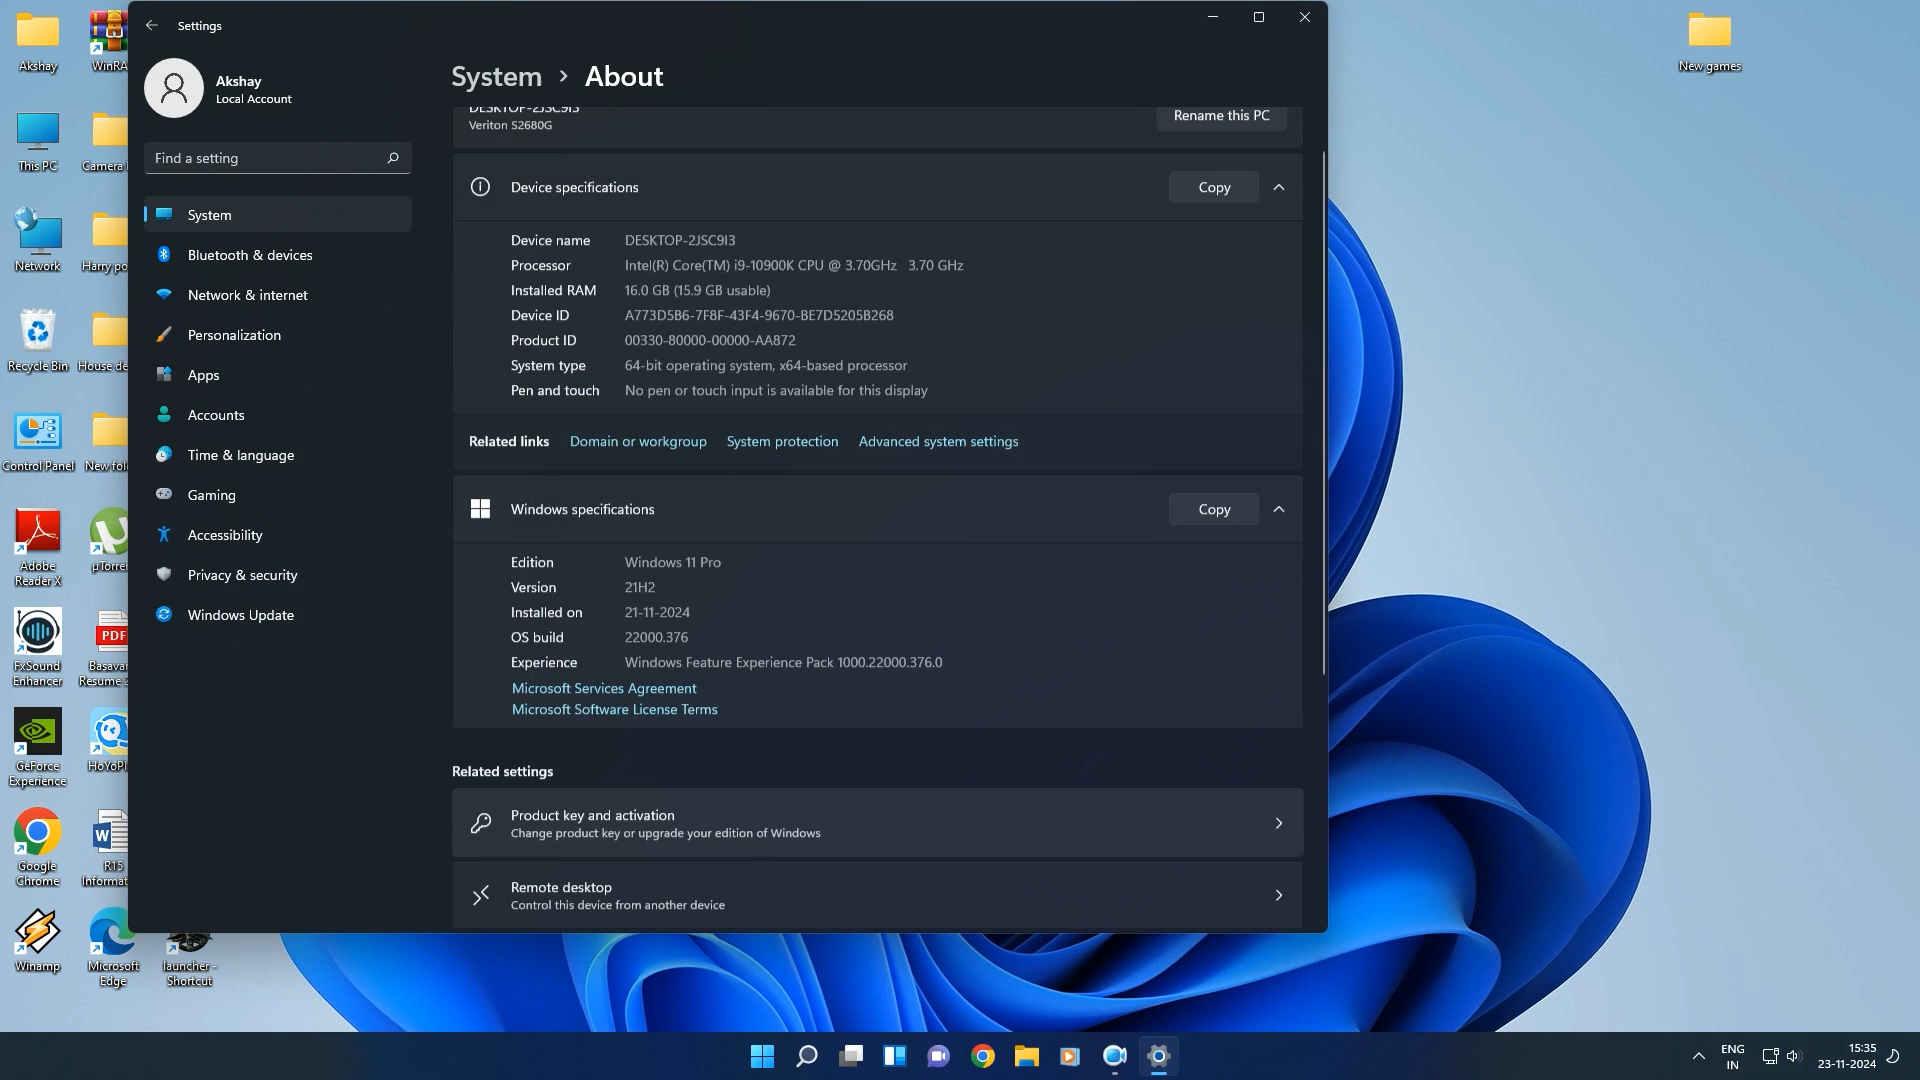 Settings
Akshay
Local Account
Find a setting
System
Bluetooth & devices
Network & internet
Personalization
Apps
Accounts
Time & language
Gaming
Accessibility
Privacy & security
Windows Update
System > About
DESKTOP-2JSC9I3
Veriton S2680G
Rename this PC
Device specifications
Copy
Device name DESKTOP-2JSC9I3
Processor Intel(R) Core(TM) i9-10900K CPU @ 3.70GHz 3.70 GHz
Installed RAM 16.0 GB (15.9 GB usable)
Device ID A773D5B6-7F8F-43F4-9670-BE7D5205B268
Product ID 00330-80000-00000-AA872
System type 64-bit operating system, x64-based processor
Pen and touch No pen or touch input is available for this display
Related links Domain or workgroup System protection Advanced system settings
Windows specifications
Copy
Edition Windows 11 Pro
Version 21H2
Installed on 21-11-2024
OS build 22000.376
Experience Windows Feature Experience Pack 1000.22000.376.0
Microsoft Services Agreement
Microsoft Software License Terms
Related settings
Product key and activation
Change product key or upgrade your edition of Windows
Remote desktop
Control this device from another device
Akshay
WinRA
This PC
Camera
Network
Harry po
Recycle Bin
House de
Control Panel
New fol
Adobe
Reader X
µTorre
FxSound
Enhancer
PDF
Basava
Resume
GeForce
Experience
HoYoPl
Google
Chrome
R15
Informat
Winamp
Microsoft
Edge
launcher -
Shortcut
New games
ENG
IN
15:35
23-11-2024